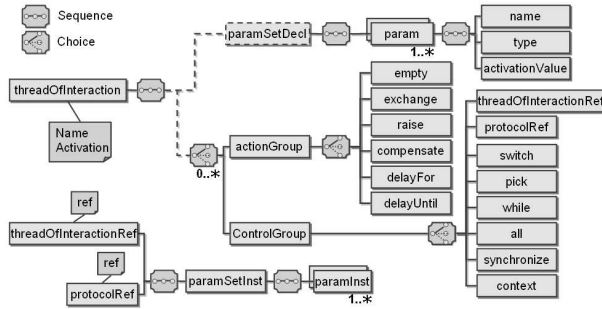 Sequence
Choice
paramSetDecl
param
1..*
name
type
activationValue
threadOfInteraction
Name
Activation
0..*
actionGroup
empty
exchange
raise
compensate
delayFor
delayUntil
ControlGroup
threadOfInteractionRef
protocolRef
switch
pick
while
all
synchronize
context
ref
threadOfInteractionRef
ref
protocolRef
paramSetInst
paramInst
1..*